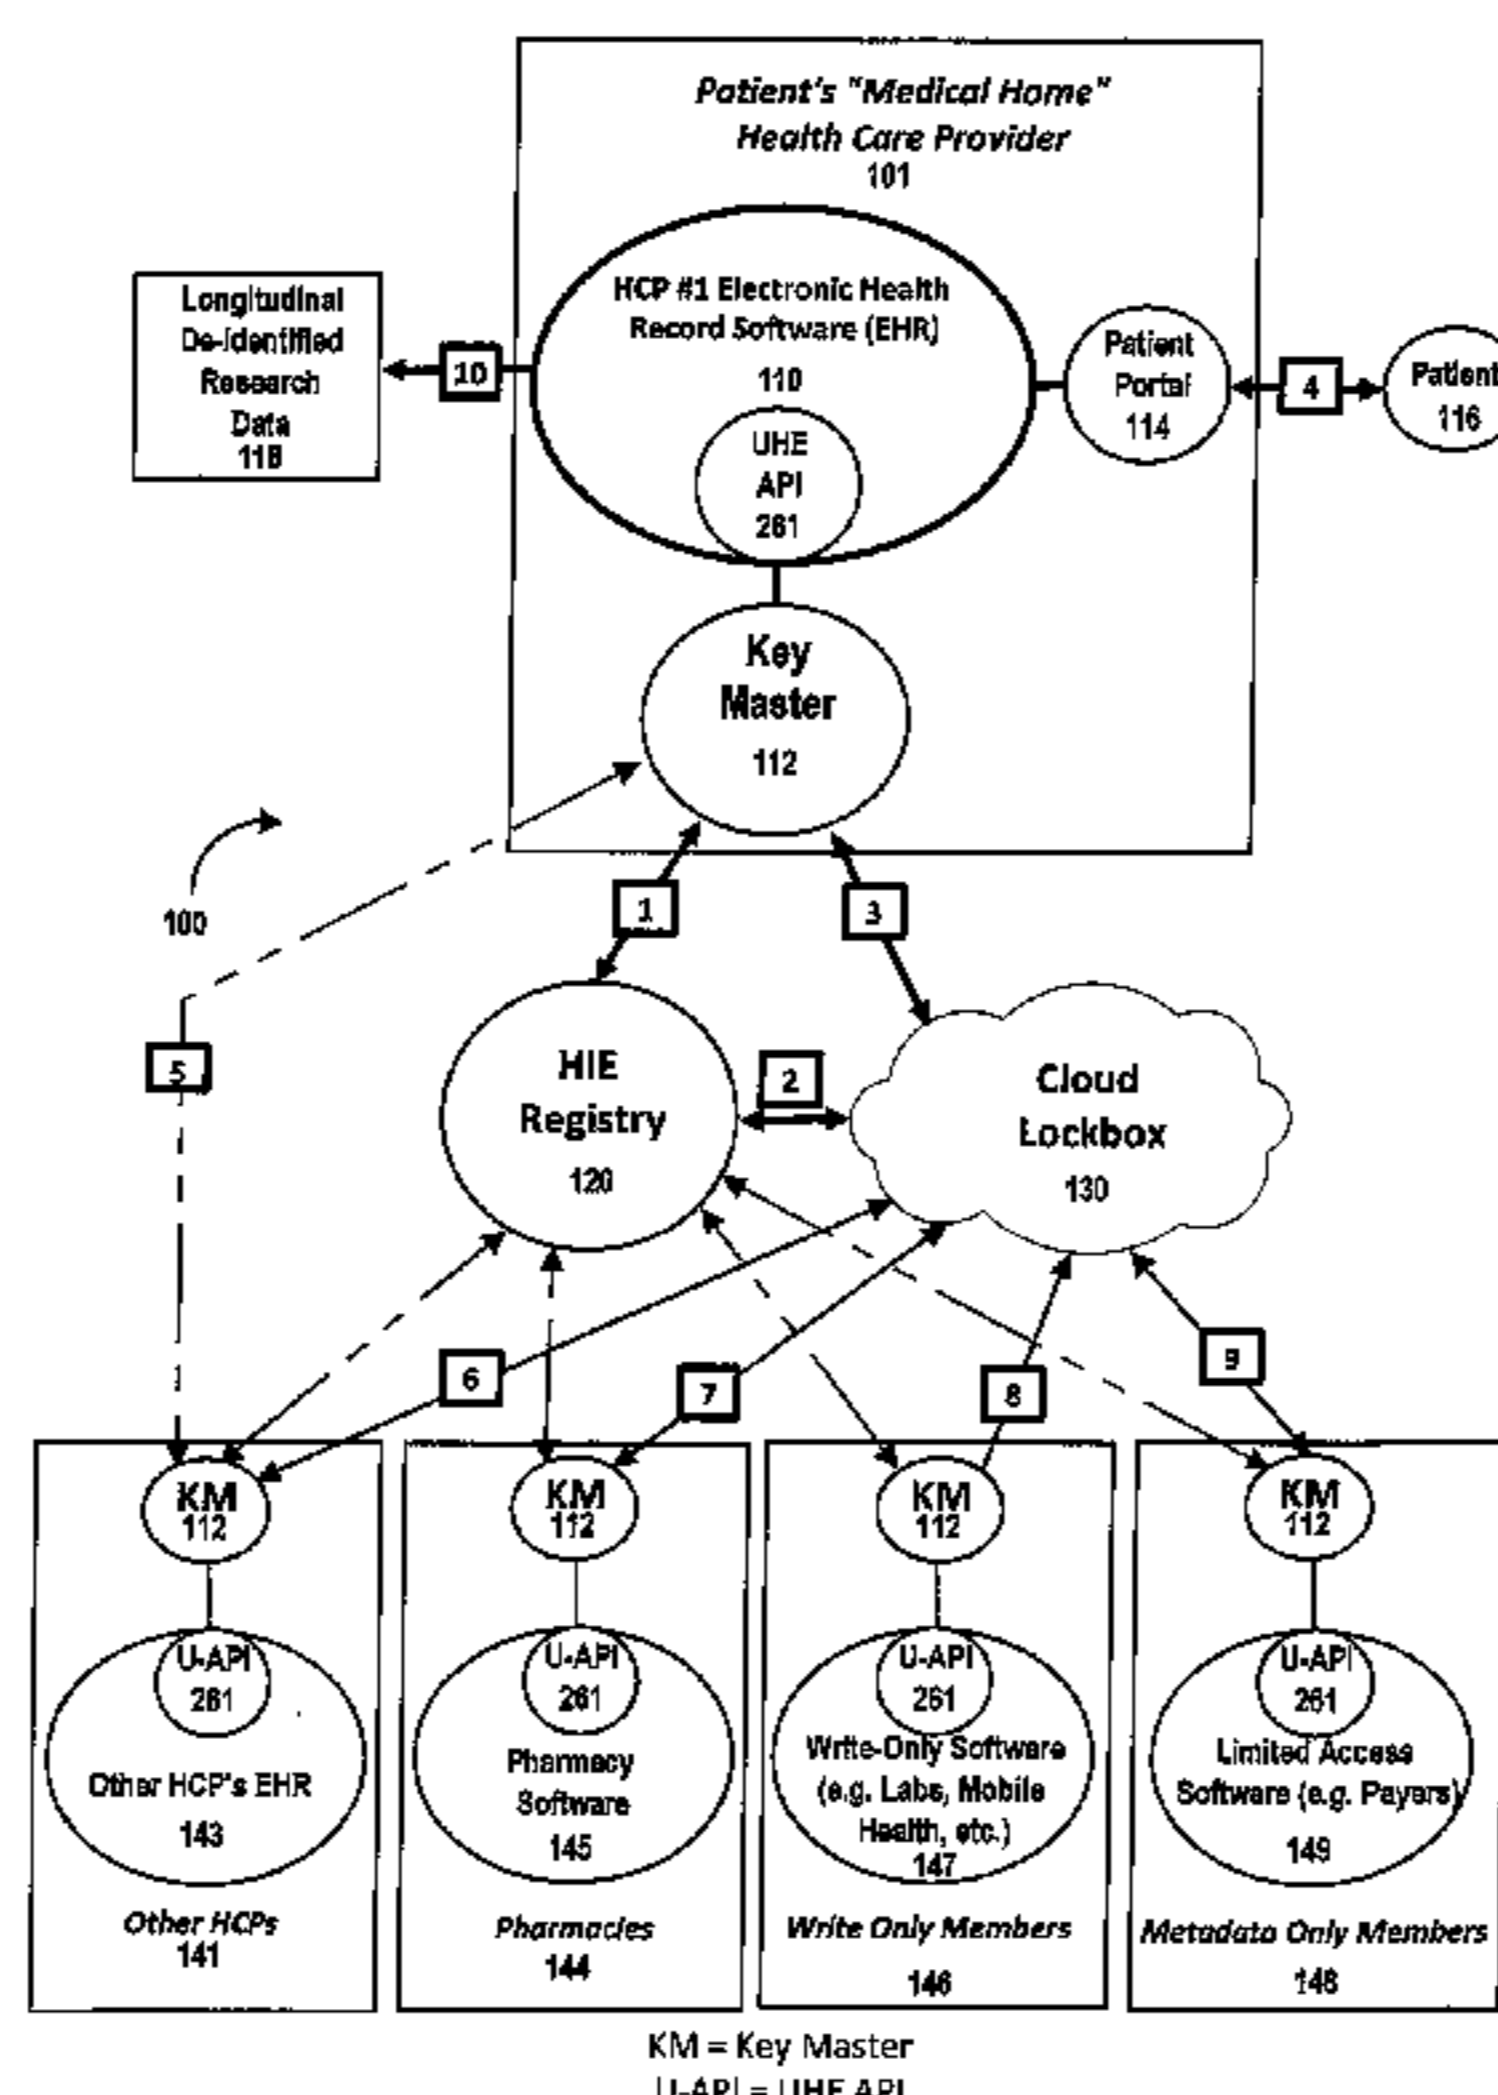 Patient's "Medical Home"
Health Care Provider
101
HCP #1 Electronic Health
Record Software (EHR)
110
UHE
API
261
Longitudinal
De-identified
Research
Data
118
10
Patient
Portal
114
4
Patient
116
Key
Master
112
100
1
3
5
HIE
Registry
120
2
Cloud
Lockbox
130
6
7
8
9
KM
112
U-API
261
Other HCP's EHR
143
Other HCPs
141
KM
112
U-API
261
Pharmacy
Software
145
Pharmacies
144
KM
112
U-API
261
Write-Only Software
(e.g. Labs, Mobile
Health, etc.)
147
Write Only Members
146
KM
112
U-API
261
Limited Access
Software (e.g. Payers)
149
Metadata Only Members
148
KM = Key Master
U-API = UHE API